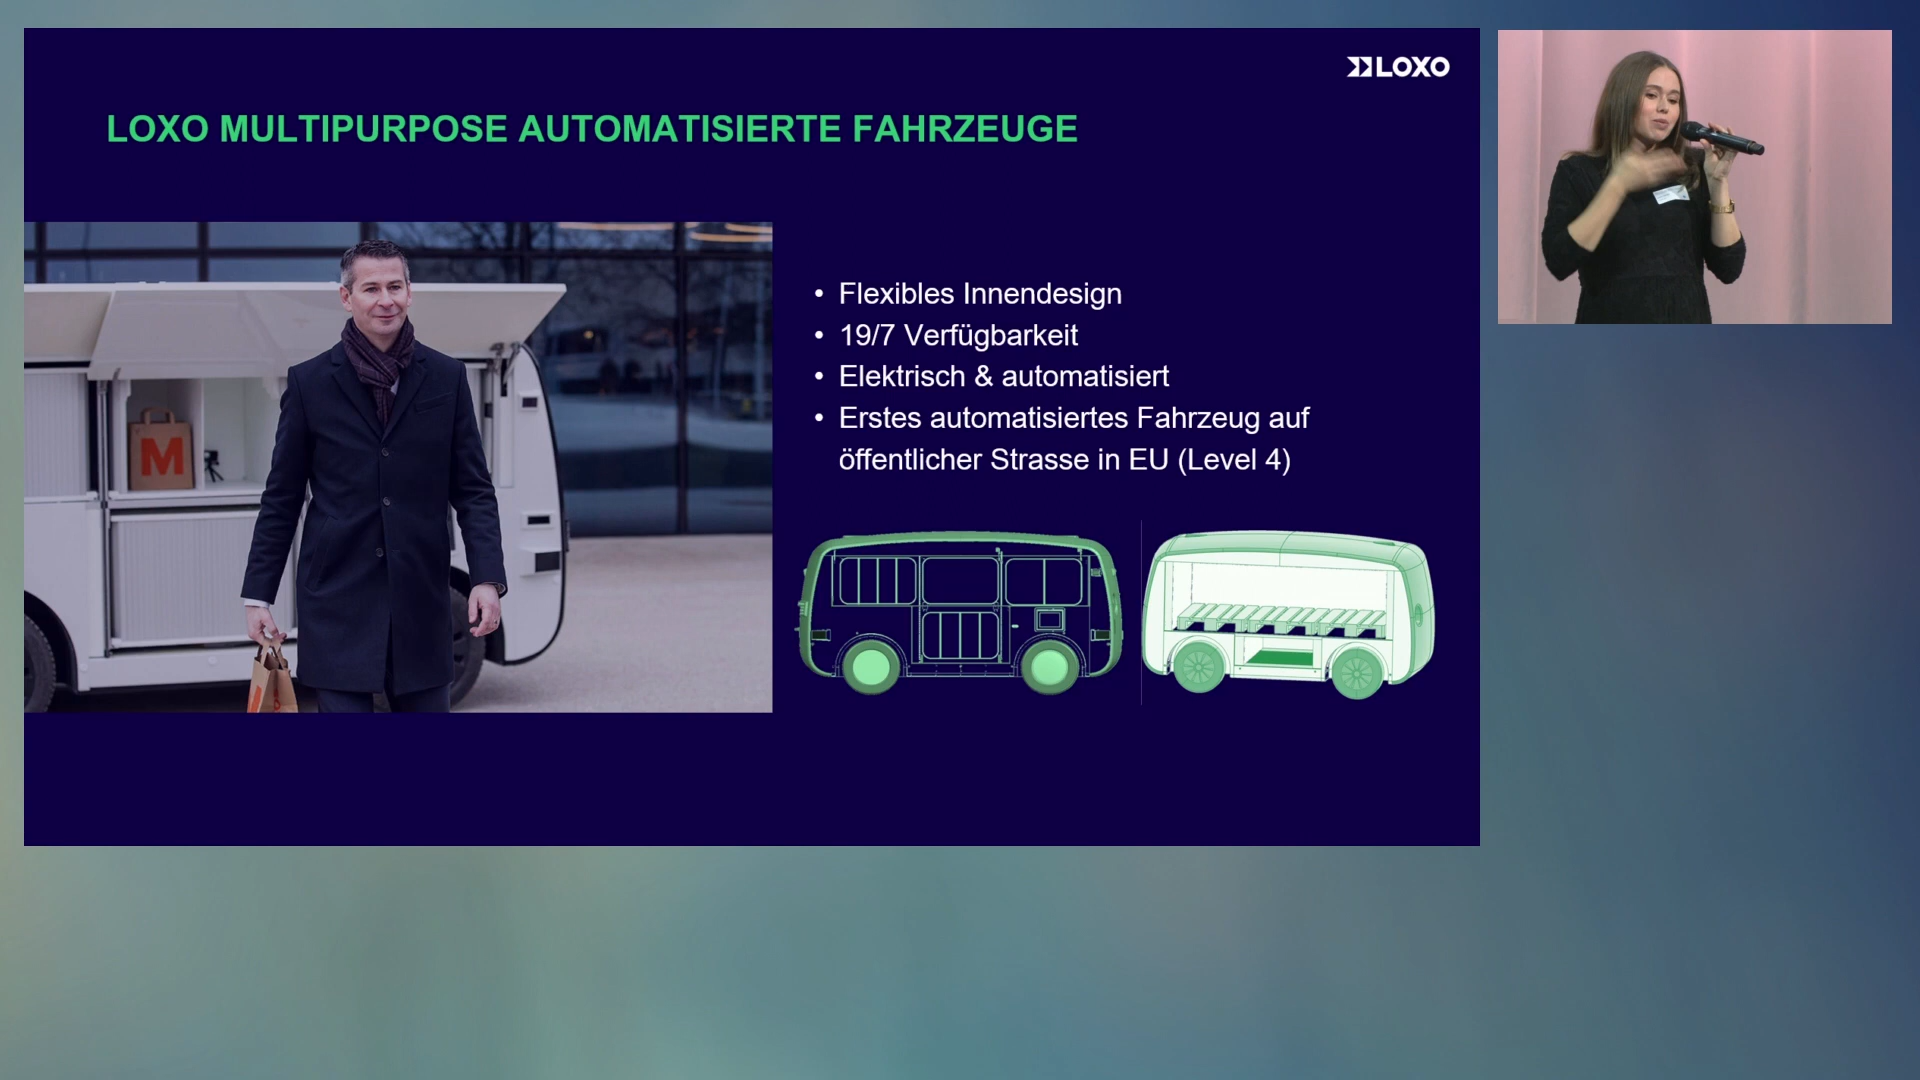 LOXO
LOXO MULTIPURPOSE AUTOMATISIERTE FAHRZEUGE
• Flexibles Innendesign
• 19/7 Verfügbarkeit
• Elektrisch & automatisiert
• Erstes automatisiertes Fahrzeug auf
öffentlicher Strasse in EU (Level 4)
M